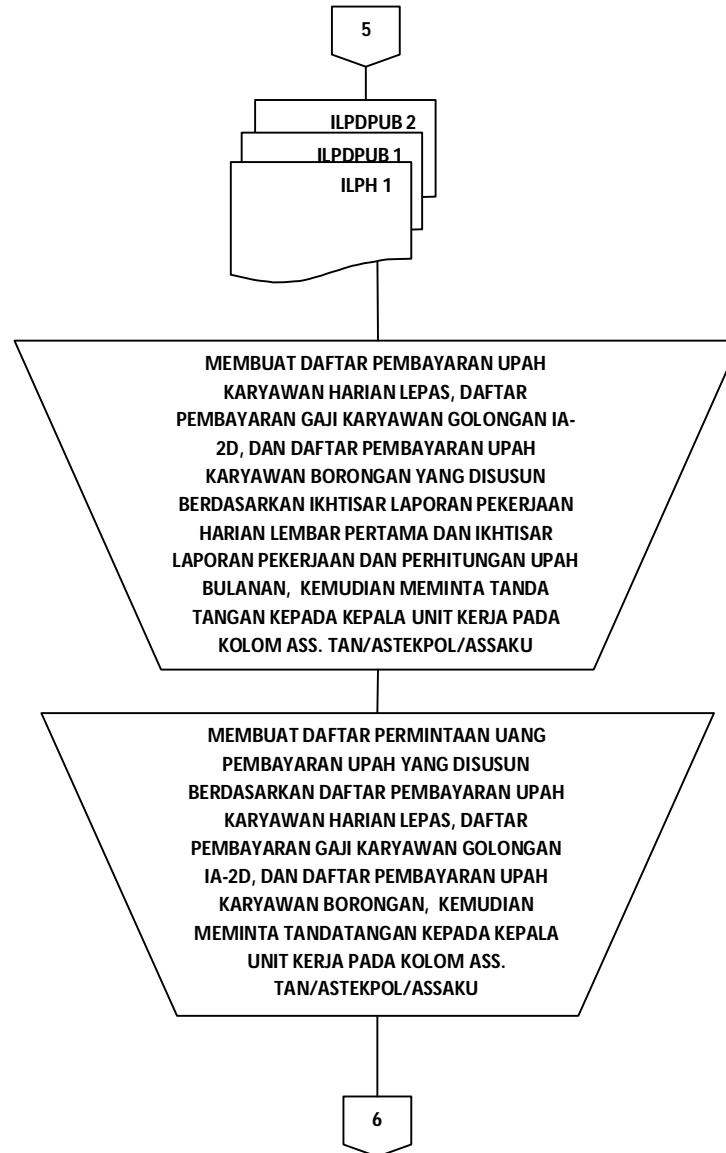 5
ILPDPUB 2
ILPDPUB 1
ILPH 1
MEMBUAT DAFTAR PEMBAYARAN UPAH
KARYAWAN HARIAN LEPAS, DAFTAR
PEMBAYARAN GAJI KARYAWAN GOLONGAN IA-
2D, DAN DAFTAR PEMBAYARAN UPAH
KARYAWAN BORONGAN YANG DISUSUN
BERDASARKAN IKHTISAR LAPORAN PEKERJAAN
HARIAN LEMBAR PERTAMA DAN IKHTISAR
LAPORAN PEKERJAAN DAN PERHITUNGAN UPAH
BULANAN, KEMUDIAN MEMINTA TANDA
TANGAN KEPADA KEPALA UNIT KERJA PADA
KOLOM ASS. TAN/ASTEKPOL/ASSAKU
MEMBUAT DAFTAR PERMINTAAN UANG
PEMBAYARAN UPAH YANG DISUSUN
BERDASARKAN DAFTAR PEMBAYARAN UPAH
KARYAWAN HARIAN LEPAS, DAFTAR
PEMBAYARAN GAJI KARYAWAN GOLONGAN
IA-2D, DAN DAFTAR PEMBAYARAN UPAH
KARYAWAN BORONGAN, KEMUDIAN
MEMINTA TANDATANGAN KEPADA KEPALA
UNIT KERJA PADA KOLOM ASS.
TAN/ASTEKPOL/ASSAKU
6